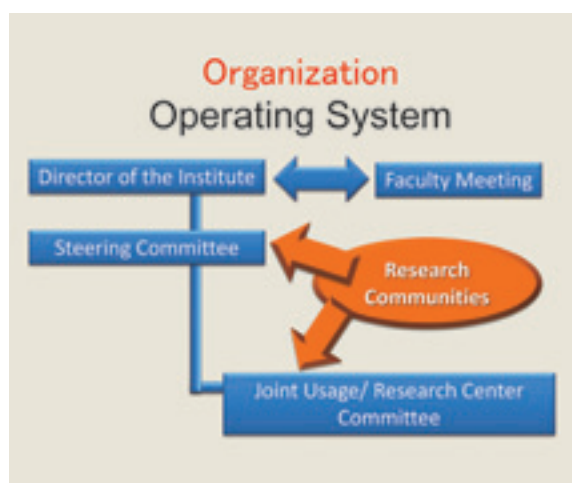 Organization
Operating System
Director of the Institute
Faculty Meeting
Steering Committee
Research
Communities
Joint Usage/ Research Center
Committee